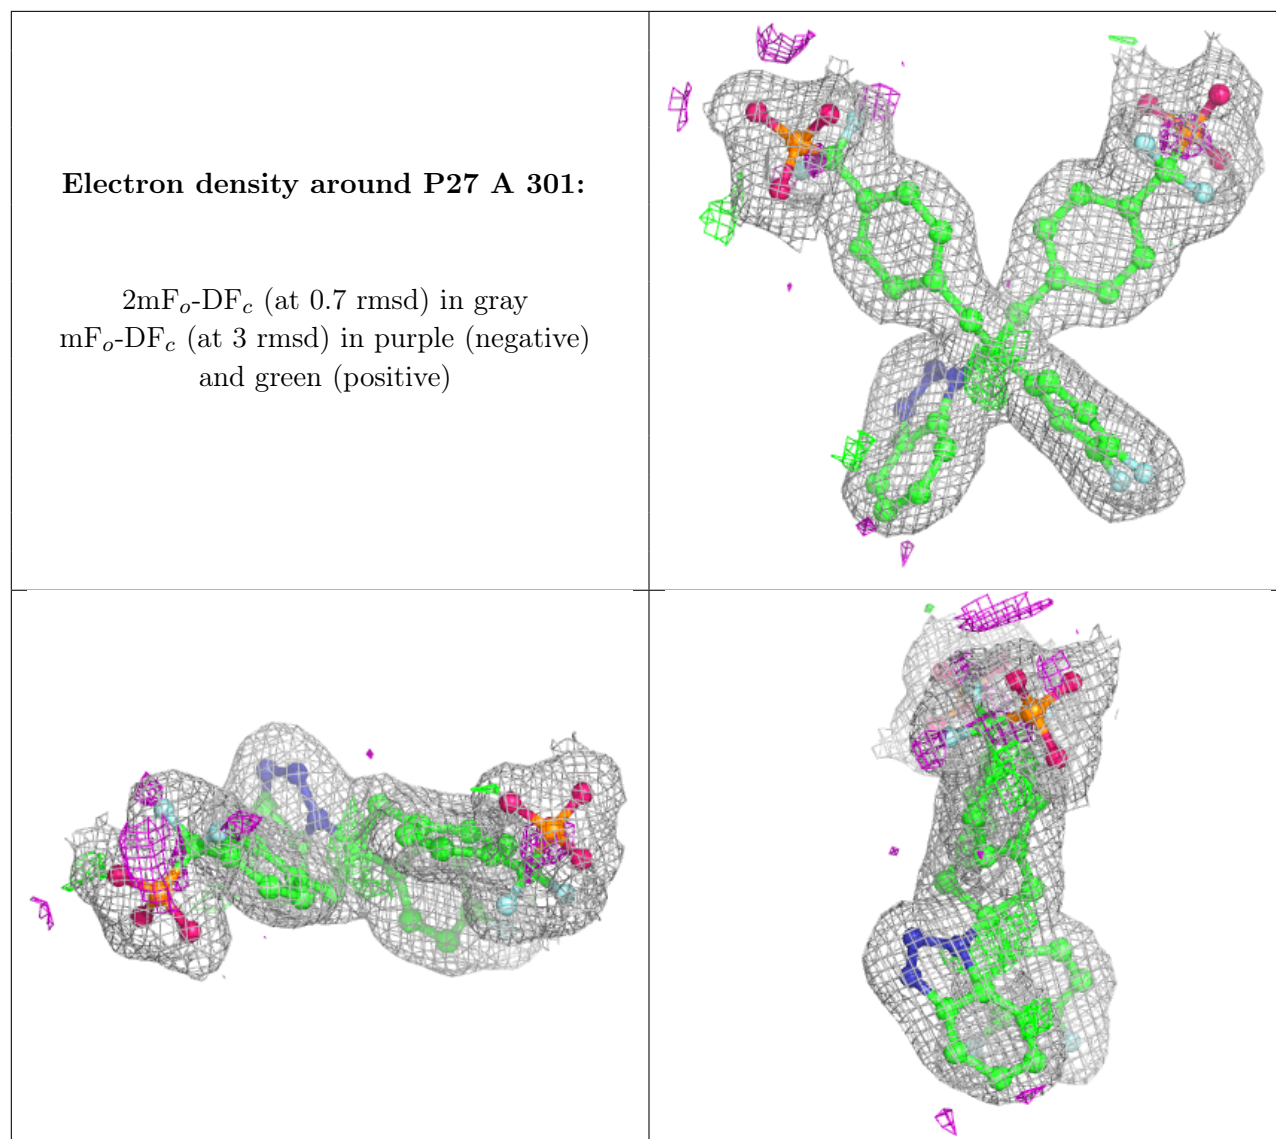 Electron density around P27 A 301:
2mFo-DFc (at 0.7 rmsd) in gray
mFo-DFc (at 3 rmsd) in purple (negative)
and green (positive)